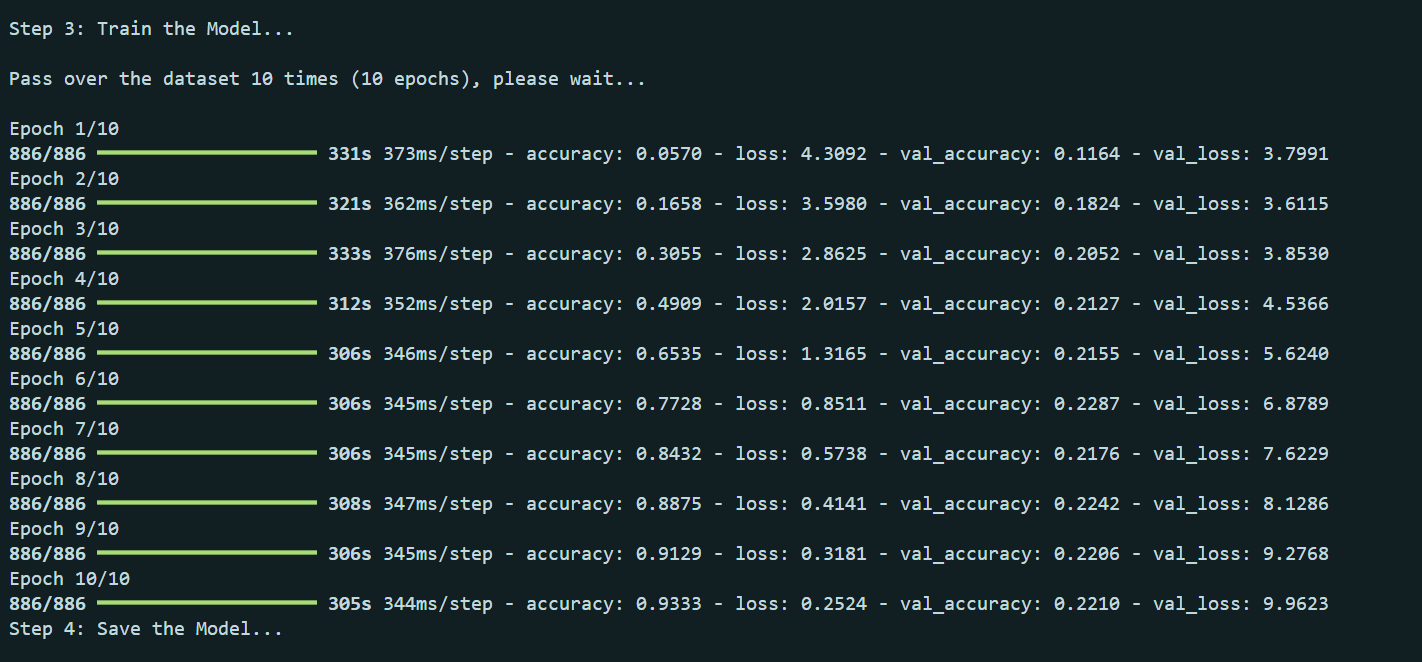 Step 3: Train the Model...
Pass over the dataset 10 times (10 epochs), please wait...
Epoch 1/10
886/886 331s 373ms/step - accuracy: 0.0570 - loss: 4.3092 - val_accuracy: 0.1164 - val_loss: 3.7991
Epoch 2/10
886/886 321s 362ms/step - accuracy: 0.1658 - loss: 3.5980 - val_accuracy: 0.1824 - val_loss: 3.6115
Epoch 3/10
886/886 333s 376ms/step - accuracy: 0.3055 - loss: 2.8625 - val_accuracy: 0.2052 - val_loss: 3.8530
Epoch 4/10
886/886 312s 352ms/step - accuracy: 0.4909 - loss: 2.0157 - val_accuracy: 0.2127 - val_loss: 4.5366
Epoch 5/10
886/886 306s 346ms/step - accuracy: 0.6535 - loss: 1.3165 - val_accuracy: 0.2155 - val_loss: 5.6240
Epoch 6/10
886/886 306s 345ms/step - accuracy: 0.7728 - loss: 0.8511 - val_accuracy: 0.2287 - val_loss: 6.8789
Epoch 7/10
886/886 306s 345ms/step - accuracy: 0.8432 - loss: 0.5738 - val_accuracy: 0.2176 - val_loss: 7.6229
Epoch 8/10
886/886 308s 347ms/step - accuracy: 0.8875 - loss: 0.4141 - val_accuracy: 0.2242 - val_loss: 8.1286
Epoch 9/10
886/886 306s 345ms/step - accuracy: 0.9129 - loss: 0.3181 - val_accuracy: 0.2206 - val_loss: 9.2768
Epoch 10/10
886/886 305s 344ms/step - accuracy: 0.9333 - loss: 0.2524 - val_accuracy: 0.2210 - val_loss: 9.9623
Step 4: Save the Model...